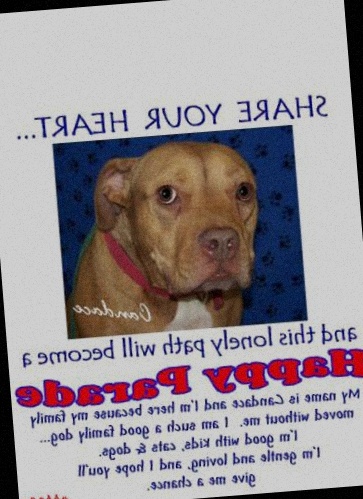 SHARE YOUR HEART...
Candace
and this lonely path will become a
Happy Parade
My name is Candace and I'm here because my family
moved without me. I am such a good family dog...
I'm good with kids, cats & dogs.
I'm gentle and loving, and I hope you'll
give me a chance.